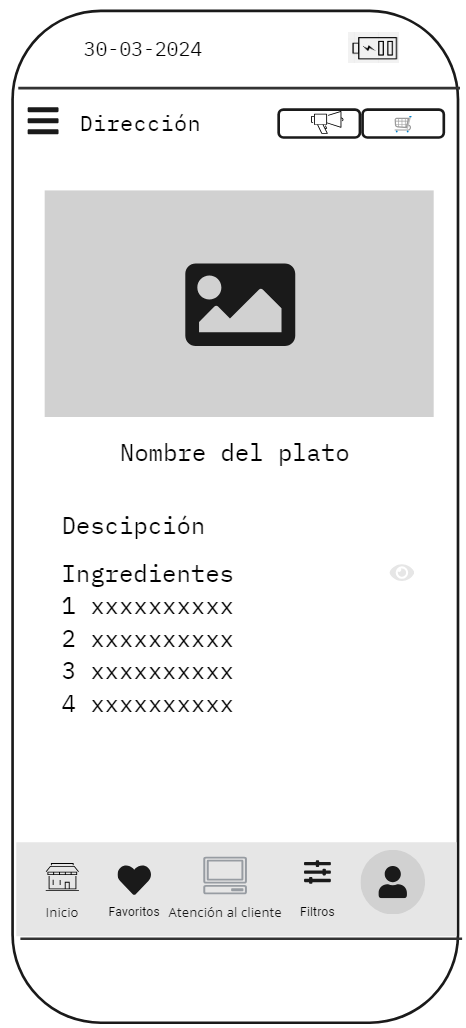 30-03-2024
Dirección
Nombre del plato
Descipción
Ingredientes
1 xxxxxxxxxx
2 xxxxxxxxxx
3 xxxxxxxxxx
4 xxxxxxxxxx
Inicio Favoritos Atención al cliente Filtros